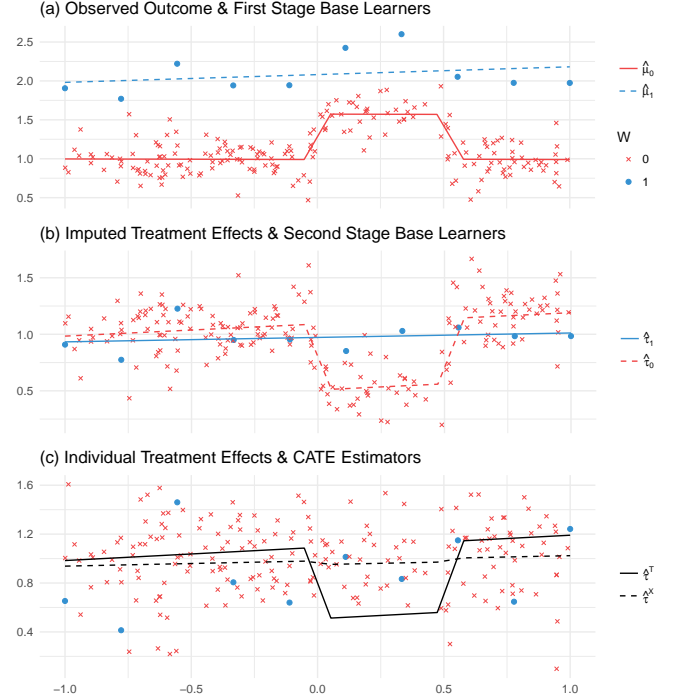 (a) Observed Outcome & First Stage Base Learners
2.5
2.0
1.5
1.0
0.5
μ̂₀
μ̂₁
W
0
1
(b) Imputed Treatment Effects & Second Stage Base Learners
1.5
1.0
0.5
τ̂₁
τ̂₀
(c) Individual Treatment Effects & CATE Estimators
1.6
1.2
0.8
0.4
τ̂ᵀ
τ̂ˣ
−1.0 −0.5 0.0 0.5 1.0